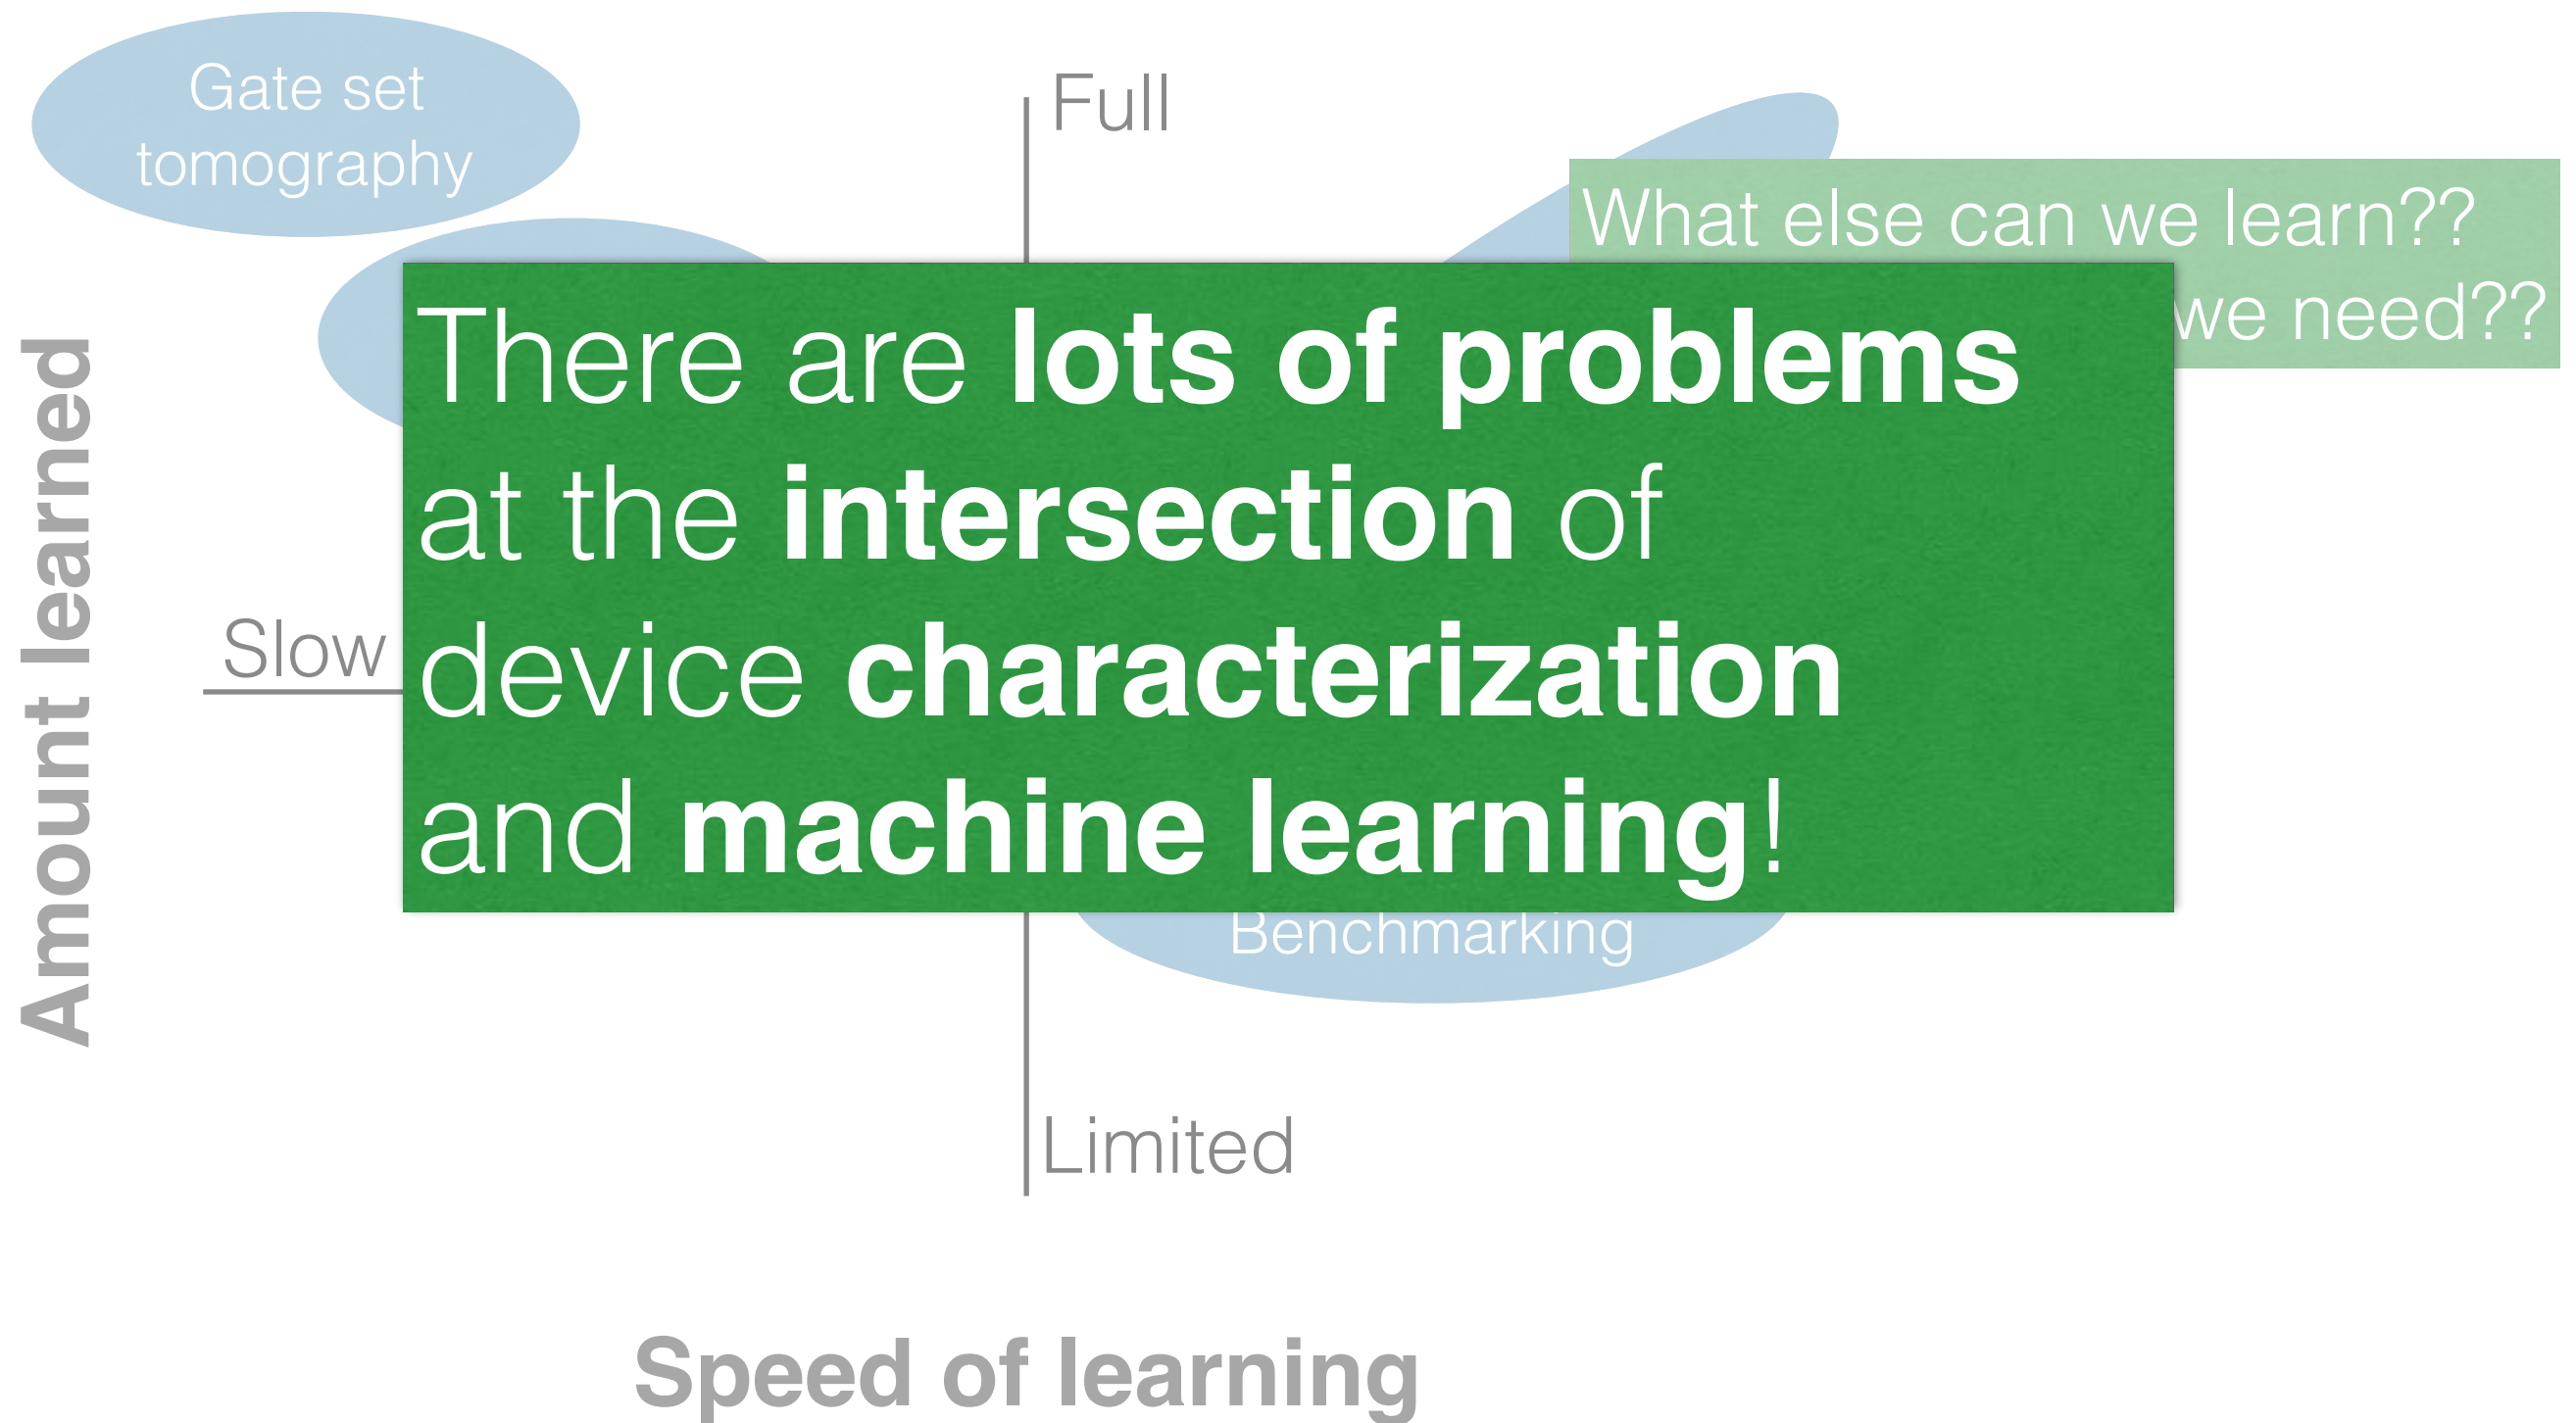 Gate set
tomography
Full
What else can we learn??
we need??
There are lots of problems
at the intersection of
device characterization
and machine learning!
Amount learned
Slow
Benchmarking
Limited
Speed of learning